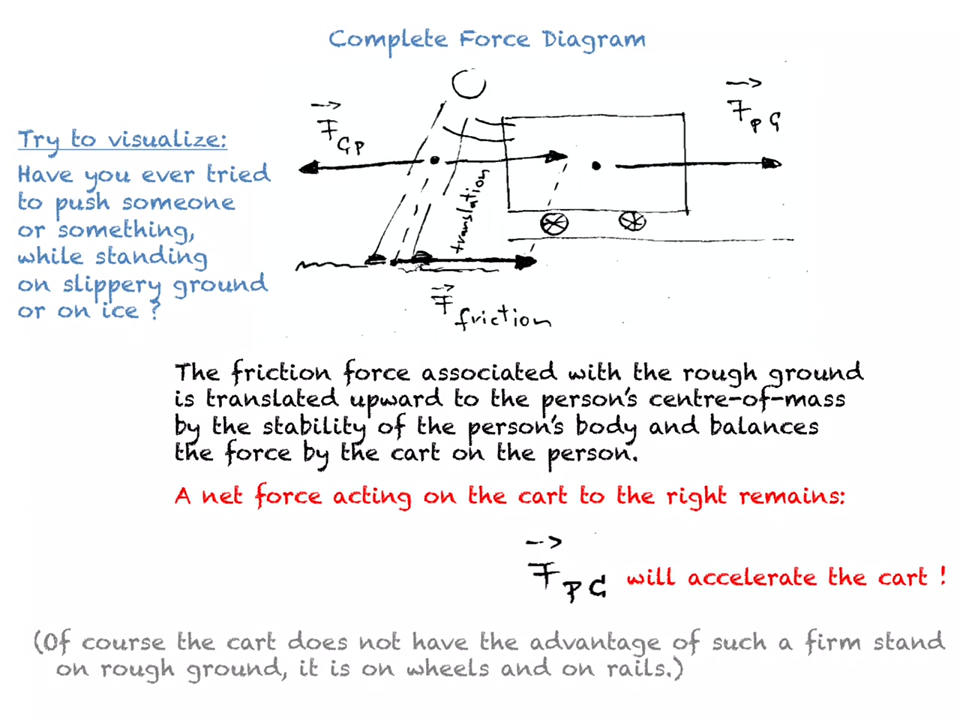 Complete Force Diagram
F GP
F PG
Try to visualize:
Have you ever tried
to push someone
or something,
while standing
on slippery ground
or on ice ?
translation
F friction
The friction force associated with the rough ground
is translated upward to the person's centre-of-mass
by the stability of the person's body and balances
the force by the cart on the person.
A net force acting on the cart to the right remains:
F PG will accelerate the cart !
(Of course the cart does not have the advantage of such a firm stand
on rough ground, it is on wheels and on rails.)